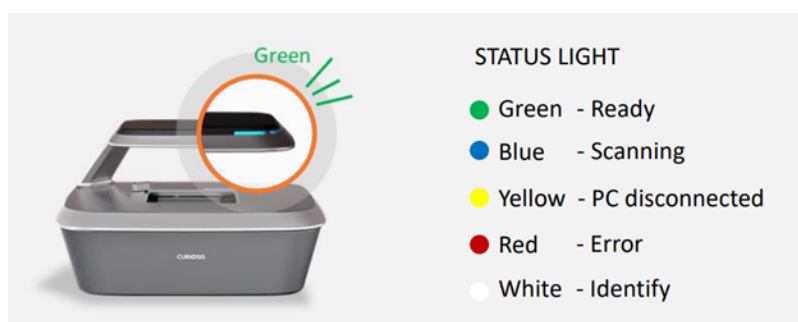 Green
STATUS LIGHT
Green - Ready
Blue - Scanning
Yellow - PC disconnected
Red - Error
White - Identify
CURIOSIS